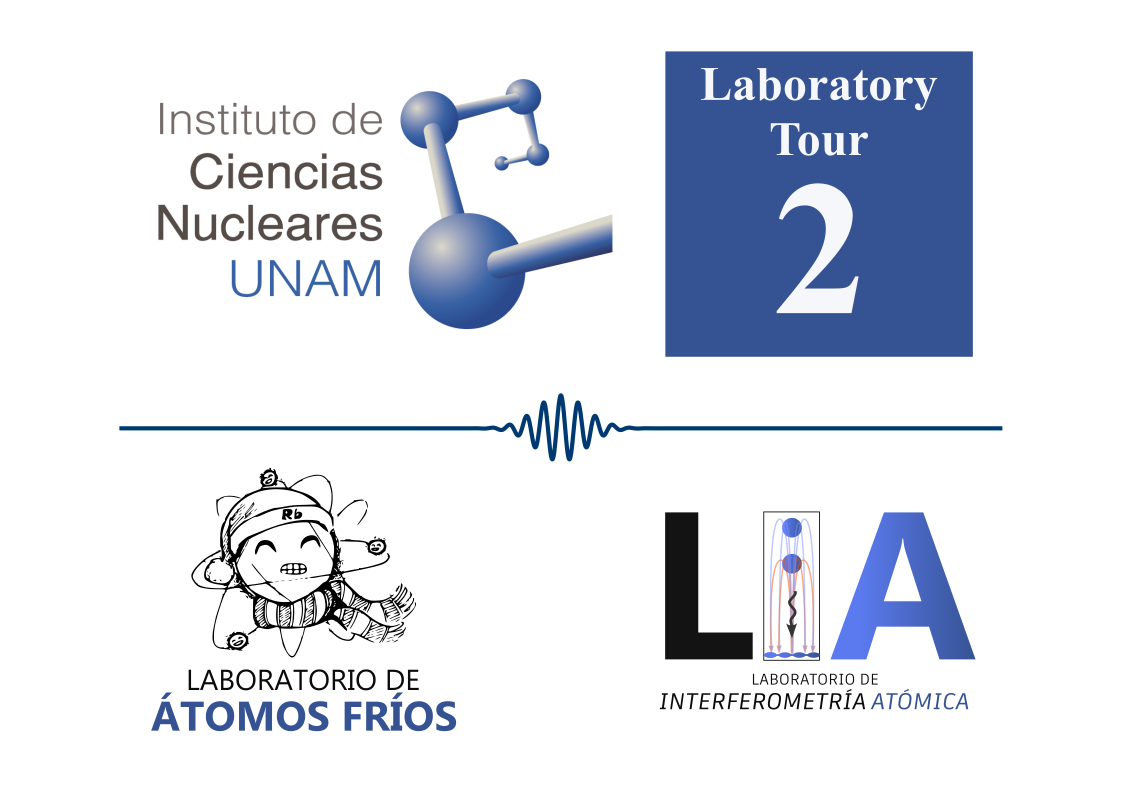 Instituto de
Ciencias
Nucleares
UNAM
Laboratory
Tour
2
Rb
LABORATORIO DE
ÁTOMOS FRÍOS
LIA
LABORATORIO DE
INTERFEROMETRÍA ATÓMICA